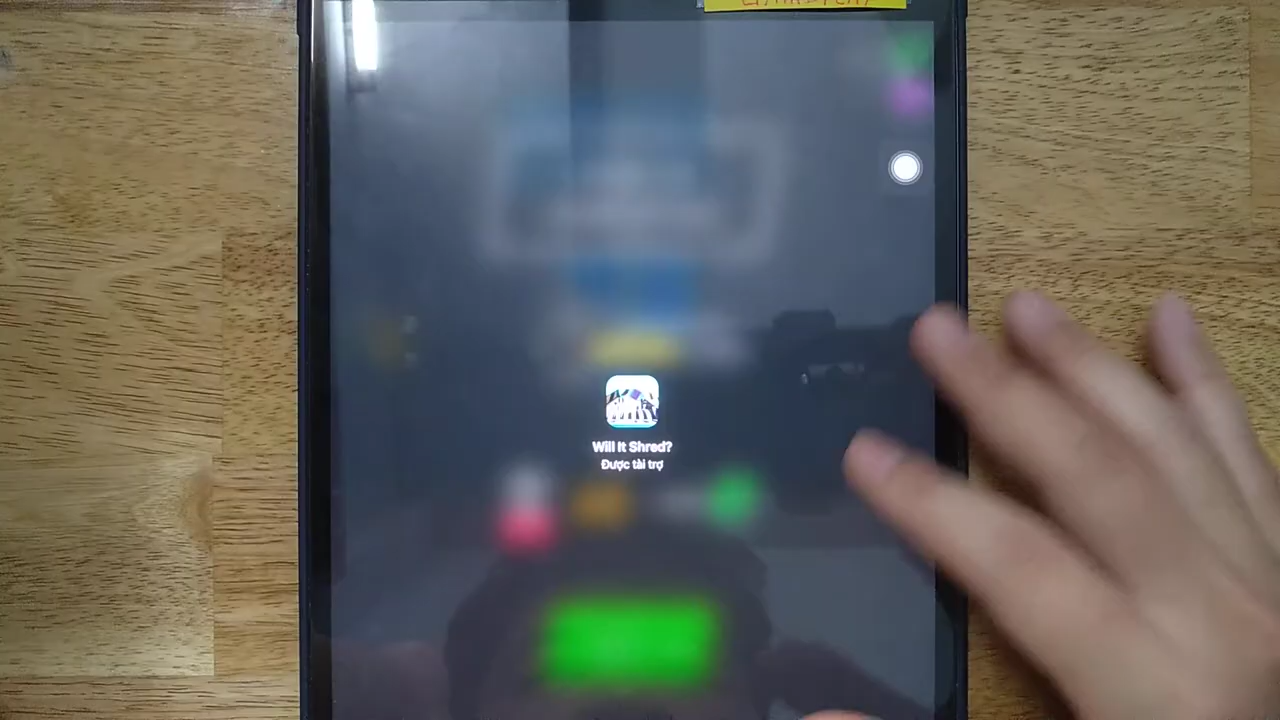 Will It Shred?
Được tài trợ